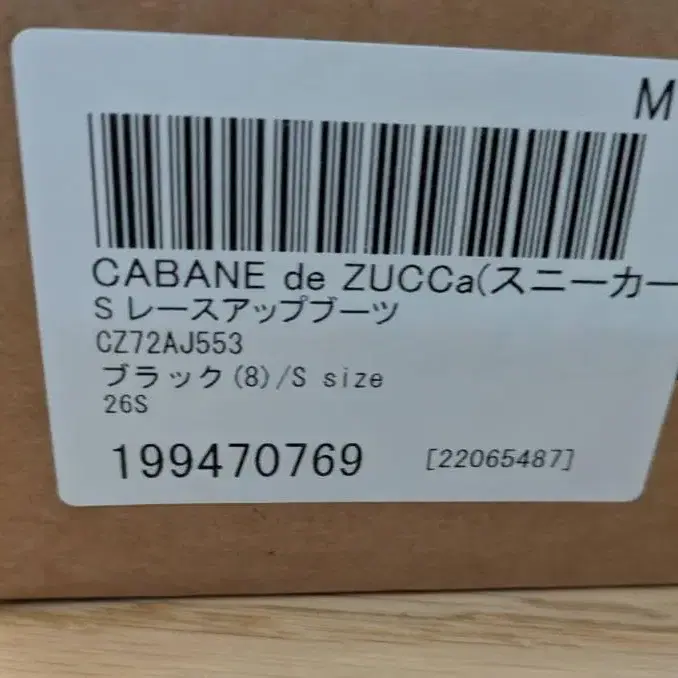 M
CABANE de ZUCCa(スニーカー
S レースアップブーツ
CZ72AJ553
ブラック(8)/S size
26S
199470769 [22065487]